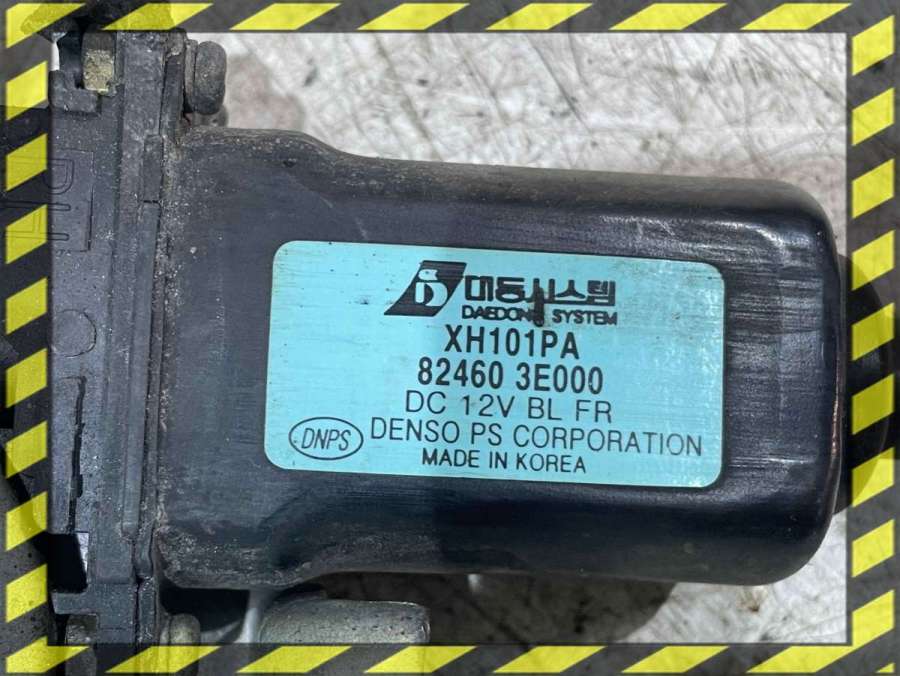 대동시스템
DAEDONG SYSTEM
XH101PA
82460 3E000
DC 12V BL FR
DNPS DENSO PS CORPORATION
MADE IN KOREA